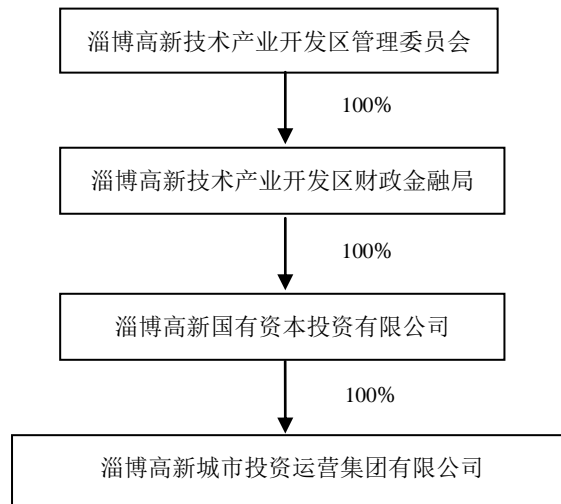 淄博高新技术产业开发区管理委员会
100%
淄博高新技术产业开发区财政金融局
100%
淄博高新国有资本投资有限公司
100%
淄博高新城市投资运营集团有限公司